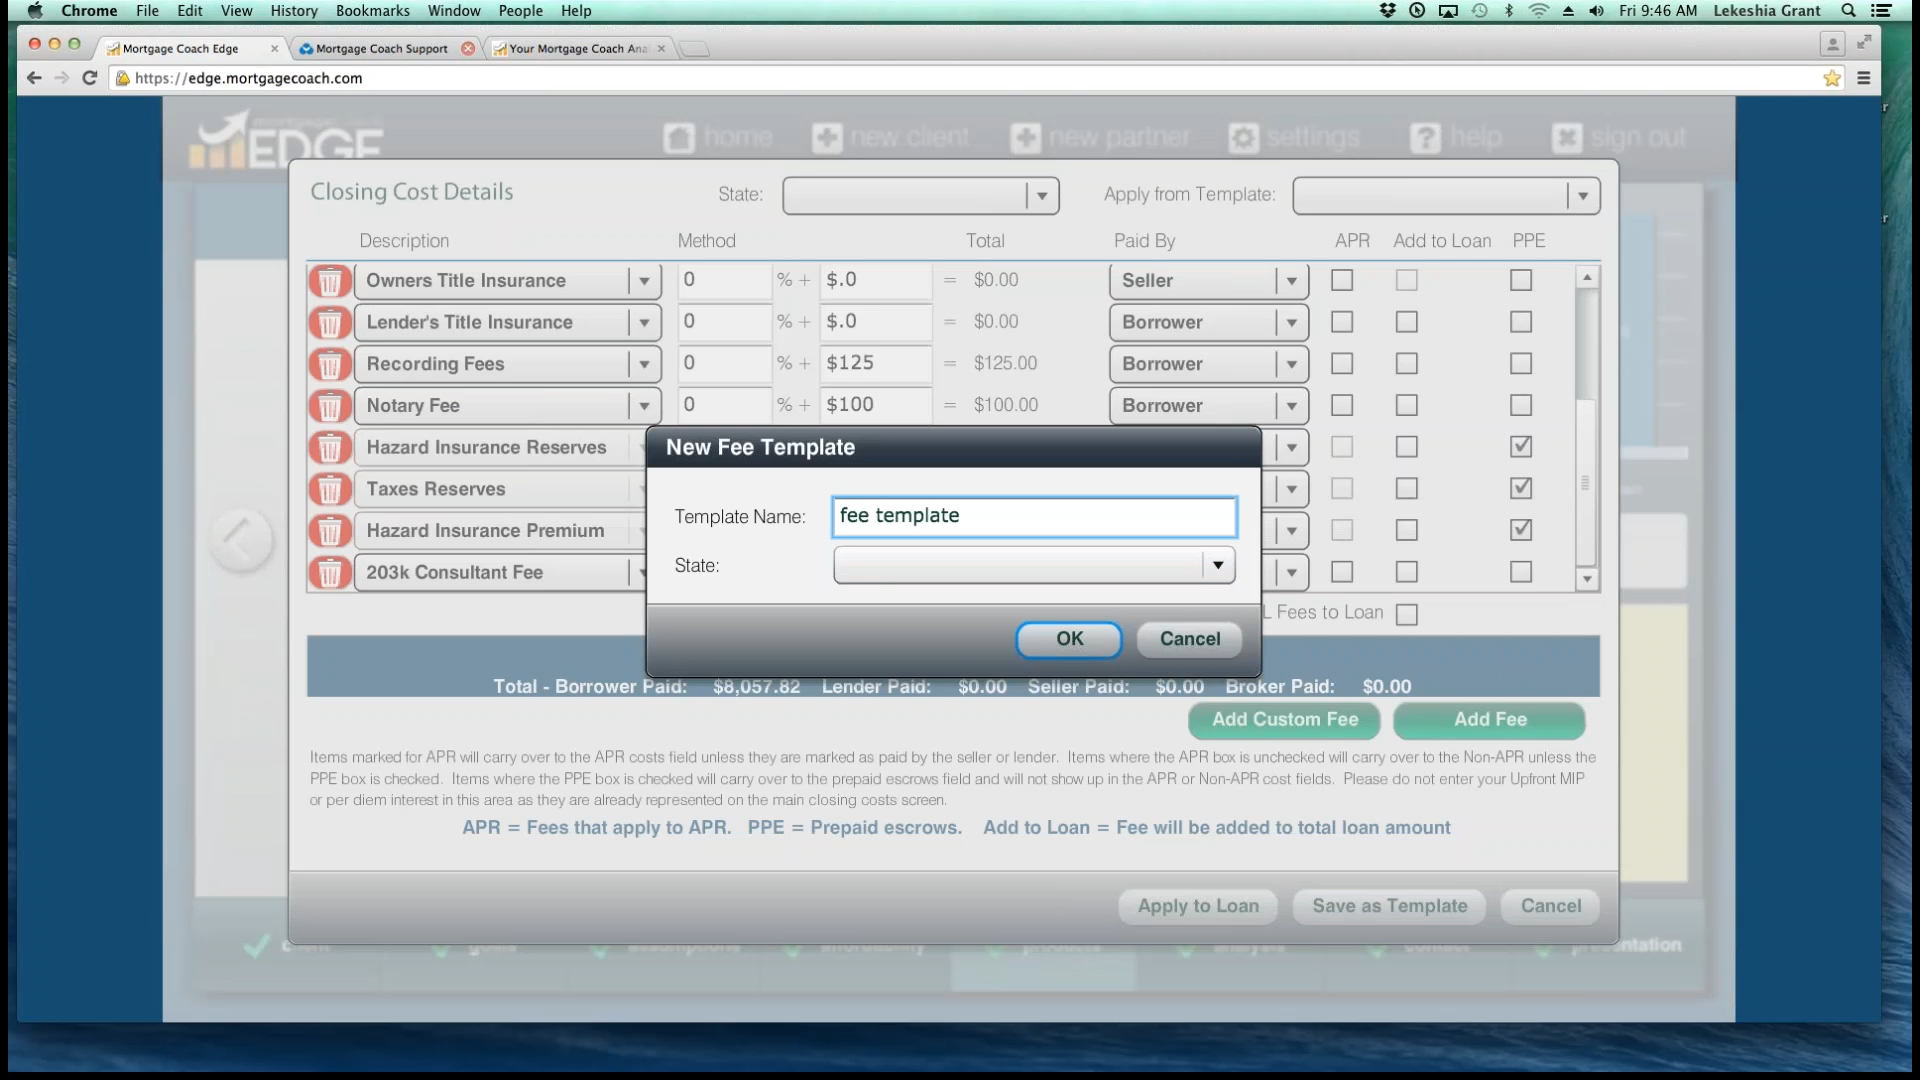 Chrome File Edit View History Bookmarks Window People Help Fri 9:46 AM Lekeshia Grant
Mortgage Coach Edge Mortgage Coach Support Your Mortgage Coach Ana
https://edge.mortgagecoach.com
EDGE home new client new partner settings help sign out
Closing Cost Details State: Apply from Template:
Description Method Total Paid By APR Add to Loan PPE
Owners Title Insurance 0 % + $.0 = $0.00 Seller
Lender's Title Insurance 0 % + $.0 = $0.00 Borrower
Recording Fees 0 % + $125 = $125.00 Borrower
Notary Fee 0 % + $100 = $100.00 Borrower
Hazard Insurance Reserves
Taxes Reserves
Hazard Insurance Premium
203k Consultant Fee
New Fee Template
Template Name: fee template
State:
OK Cancel
L Fees to Loan
Total - Borrower Paid: $8,057.82 Lender Paid: $0.00 Seller Paid: $0.00 Broker Paid: $0.00
Add Custom Fee Add Fee
Items marked for APR will carry over to the APR costs field unless they are marked as paid by the seller or lender. Items where the APR box is unchecked will carry over to the Non-APR unless the
PPE box is checked. Items where the PPE box is checked will carry over to the prepaid escrows field and will not show up in the APR or Non-APR cost fields. Please do not enter your Upfront MIP
or per diem interest in this area as they are already represented on the main closing costs screen.
APR = Fees that apply to APR. PPE = Prepaid escrows. Add to Loan = Fee will be added to total loan amount
Apply to Loan Save as Template Cancel
goals assumptions affordability products analysis contact presentation